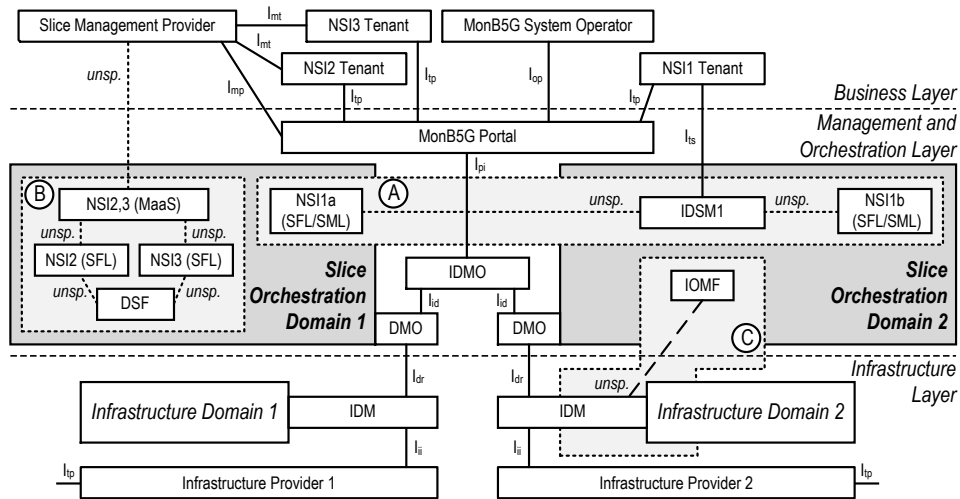 Slice Management Provider
I_mt
NSI3 Tenant
MonB5G System Operator
I_mt
NSI2 Tenant
NSI1 Tenant
unsp.
I_mp
I_tp
I_tp
I_op
I_tp
Business Layer
MonB5G Portal
I_ts
Management and
Orchestration Layer
I_pi
B
A
NSI2,3 (MaaS)
NSI1a
(SFL/SML)
unsp.
IDSM1
unsp.
NSI1b
(SFL/SML)
unsp.
unsp.
NSI2 (SFL)
NSI3 (SFL)
unsp.
DSF
unsp.
Slice
Orchestration
Domain 1
IDMO
I_id
I_id
DMO
DMO
IOMF
C
Slice
Orchestration
Domain 2
I_dr
I_dr
unsp.
Infrastructure
Layer
Infrastructure Domain 1
IDM
IDM
Infrastructure Domain 2
I_ii
I_ii
I_tp
Infrastructure Provider 1
Infrastructure Provider 2
I_tp